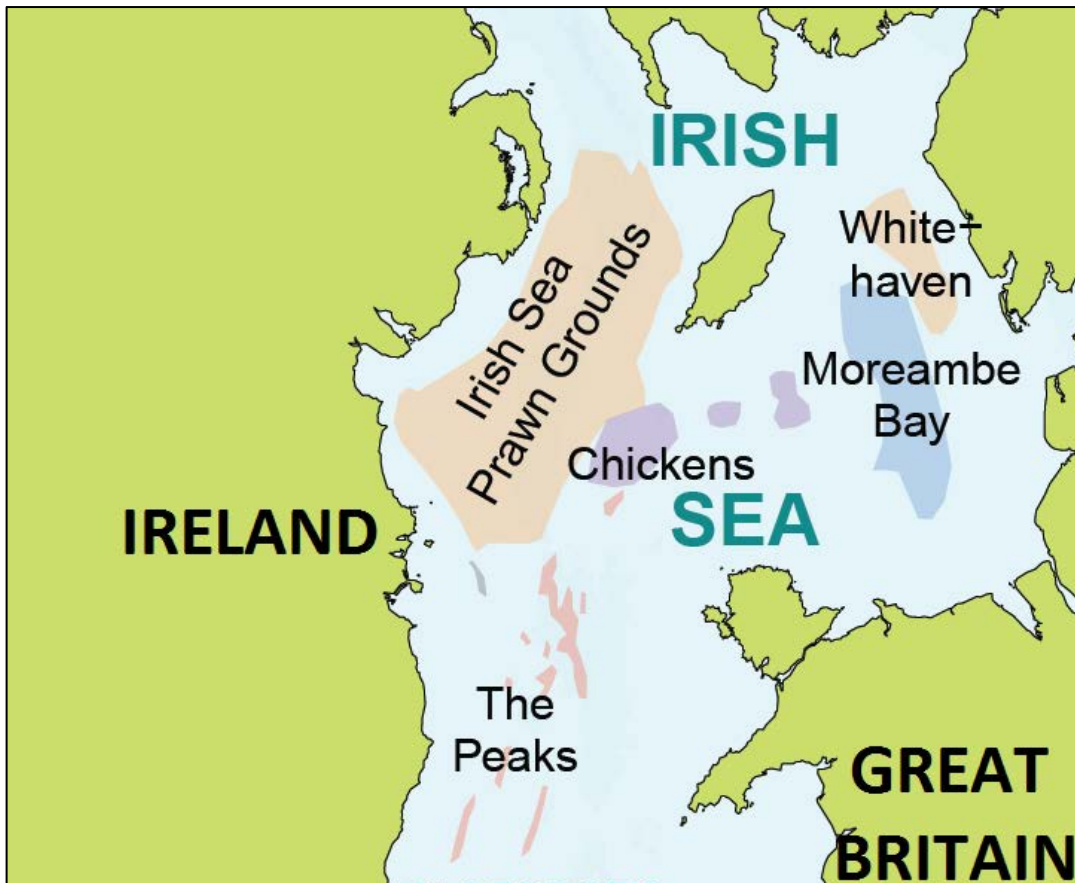 IRISH
White-
haven
Irish Sea
Prawn Grounds
Moreambe
Bay
Chickens
SEA
IRELAND
The
Peaks
GREAT
BRITAIN